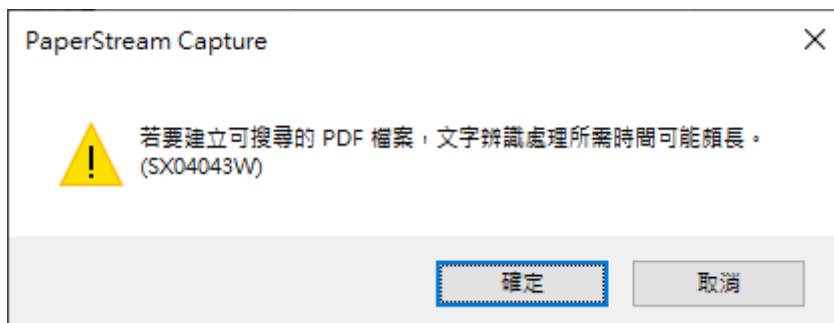 PaperStream Capture
若要建立可搜尋的 PDF 檔案，文字辨識處理所需時間可能頗長。
(SX04043W)
確定
取消